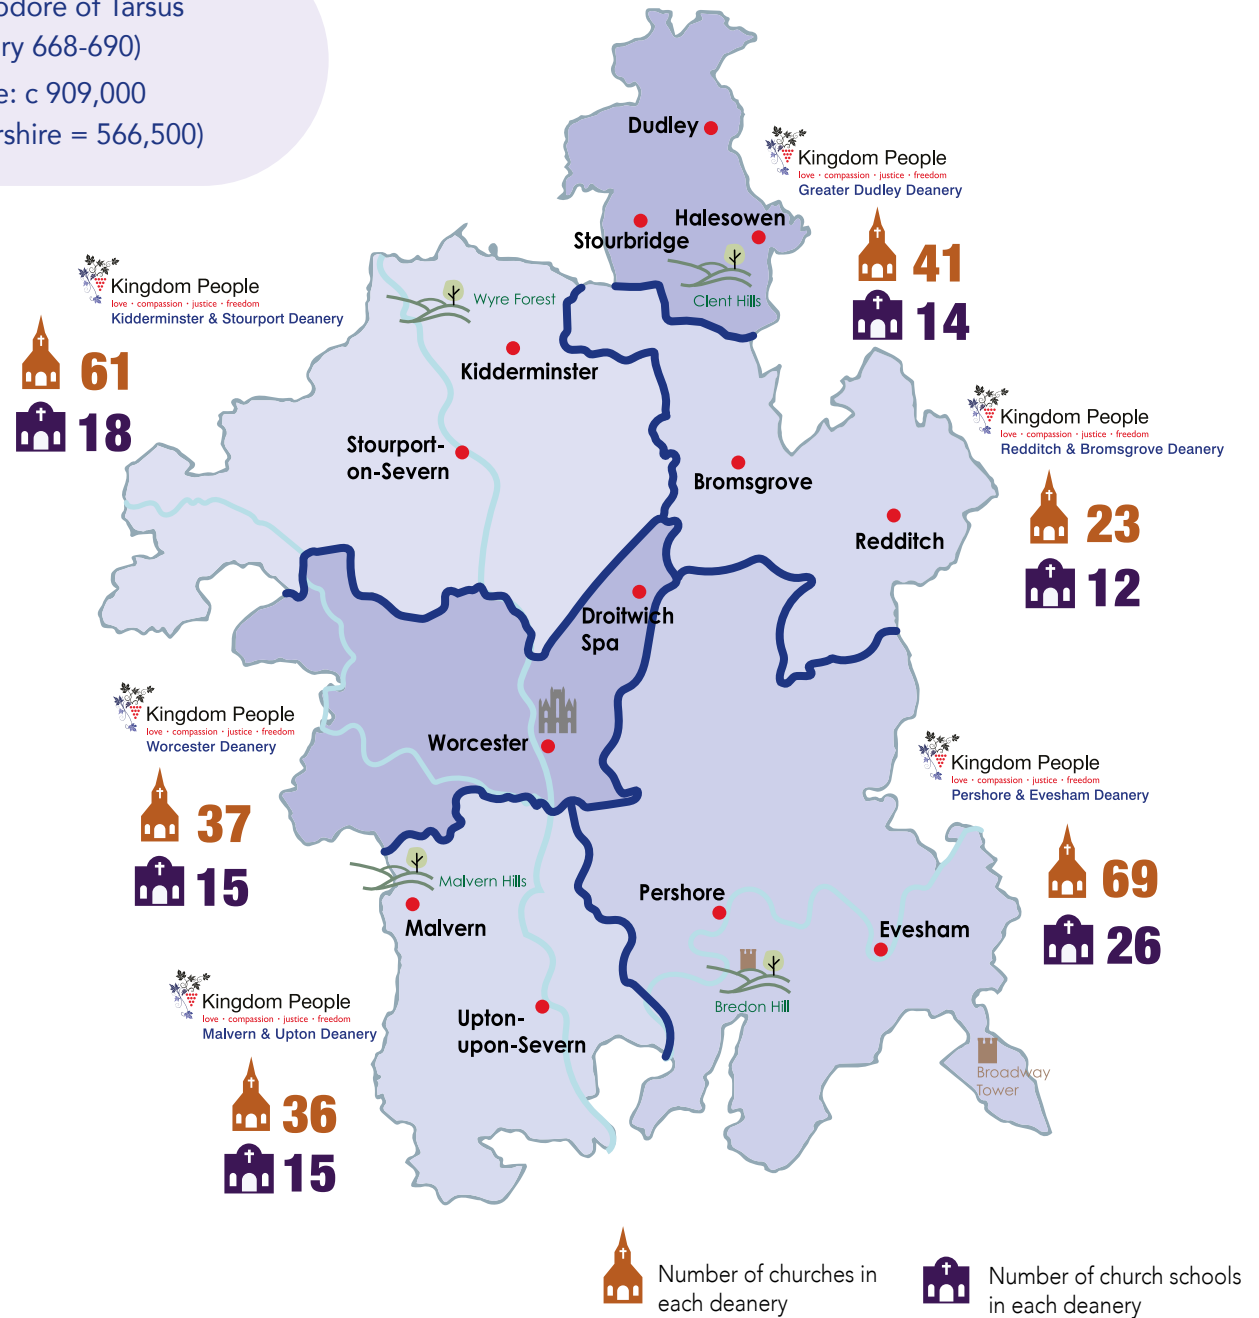 odore of Tarsus
ry 668-690)
e: c 909,000
rshire = 566,500)
Dudley
Kingdom People
love · compassion · justice · freedom
Greater Dudley Deanery
Halesowen
Stourbridge
41
Clent Hills
14
Kingdom People
love · compassion · justice · freedom
Kidderminster & Stourport Deanery
Wyre Forest
61
Kidderminster
18
Kingdom People
love · compassion · justice · freedom
Redditch & Bromsgrove Deanery
Stourport-
on-Severn
Bromsgrove
Redditch
23
12
Droitwich
Spa
Kingdom People
love · compassion · justice · freedom
Worcester Deanery
Worcester
37
15
Kingdom People
love · compassion · justice · freedom
Pershore & Evesham Deanery
69
26
Malvern Hills
Malvern
Pershore
Evesham
Bredon Hill
Kingdom People
love · compassion · justice · freedom
Malvern & Upton Deanery
Upton-
upon-Severn
36
15
Broadway
Tower
Number of churches in
each deanery
Number of church schools
in each deanery